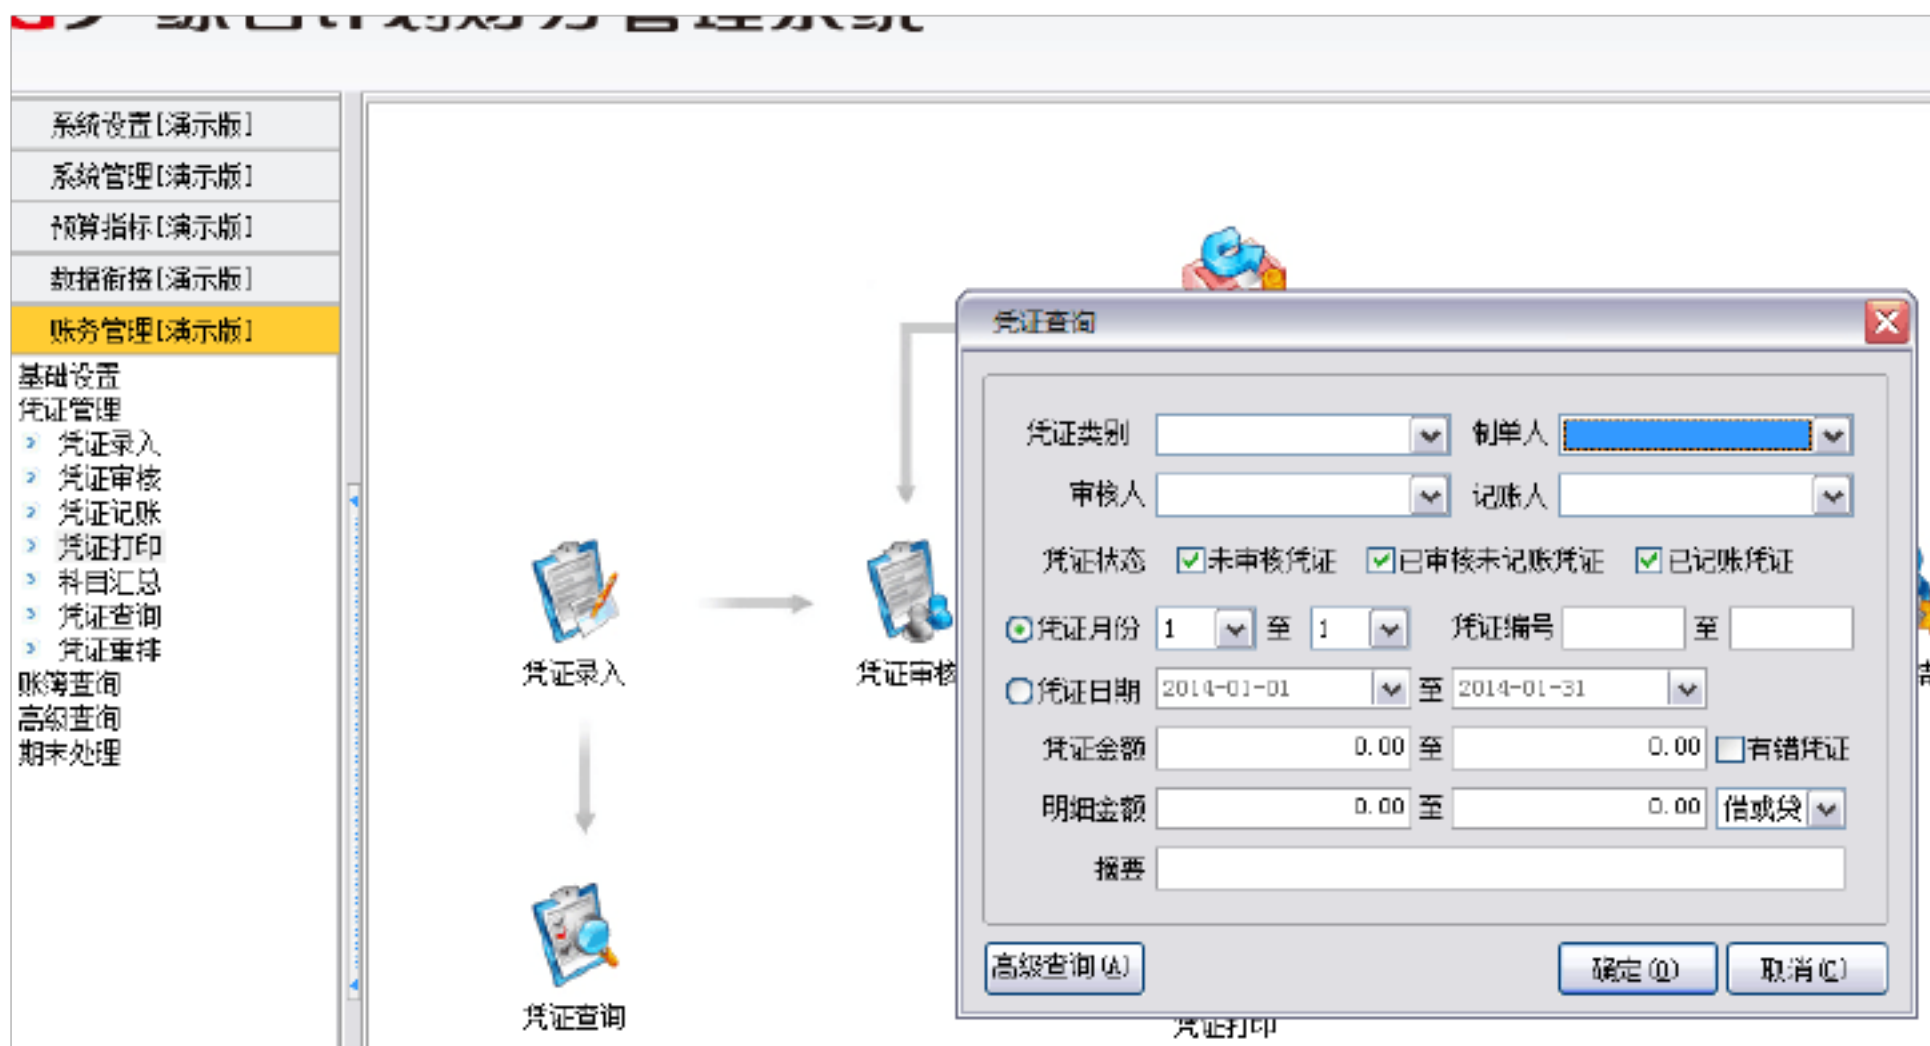 综合计划财务管理系统
系统设置[演示版]
系统管理[演示版]
预算指标[演示版]
数据衔接[演示版]
账务管理[演示版]
基础设置
凭证管理
凭证录入
凭证审核
凭证记账
凭证打印
科目汇总
凭证查询
凭证重排
账簿查询
高级查询
期末处理
凭证录入
凭证审核
凭证查询
凭证打印
凭证查询
凭证类别 制单人
审核人 记账人
凭证状态 未审核凭证 已审核未记账凭证 已记账凭证
凭证月份 1 至 1 凭证编号 至
凭证日期 2014-01-01 至 2014-01-31
凭证金额 0.00 至 0.00 有错凭证
明细金额 0.00 至 0.00 借或贷
摘要
高级查询(A) 确定(O) 取消(C)